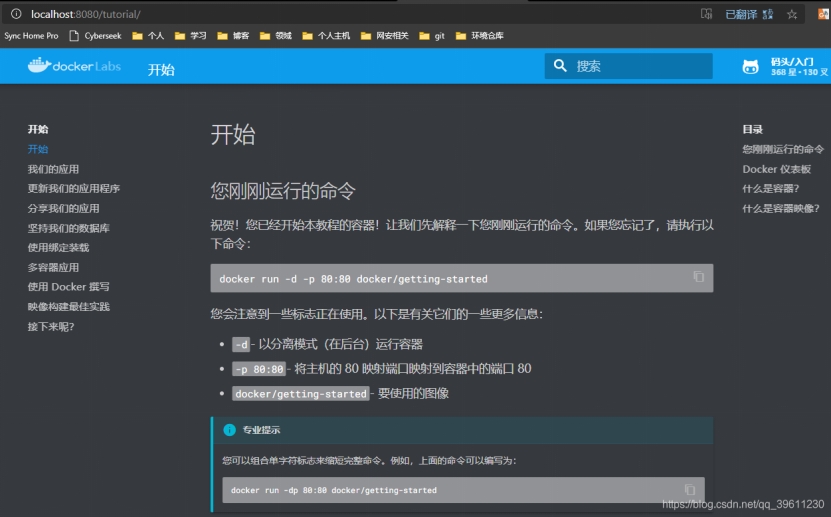 localhost:8080/tutorial/
已翻译
Sync Home Pro Cyberseek 个人 学习 博客 领域 个人主机 网安相关 git 环境仓库
docker Labs
开始
搜索
码头/入门
368 星 • 130 叉
开始
开始
我们的应用
更新我们的应用程序
分享我们的应用
坚持我们的数据库
使用绑定装载
多容器应用
使用 Docker 撰写
映像构建最佳实践
接下来呢？
开始
您刚刚运行的命令
祝贺！您已经开始本教程的容器！让我们先解释一下您刚刚运行的命令。如果您忘记了，请执行以
下命令：
docker run -d -p 80:80 docker/getting-started
您会注意到一些标志正在使用。以下是有关它们的一些更多信息：
-d - 以分离模式（在后台）运行容器
-p 80:80 - 将主机的 80 映射端口映射到容器中的端口 80
docker/getting-started - 要使用的图像
专业提示
您可以组合单字符标志来缩短完整命令。例如，上面的命令可以编写为：
docker run -dp 80:80 docker/getting-started
目录
您刚刚运行的命令
Docker 仪表板
什么是容器？
什么是容器映像？
https://blog.csdn.net/qq_39611230